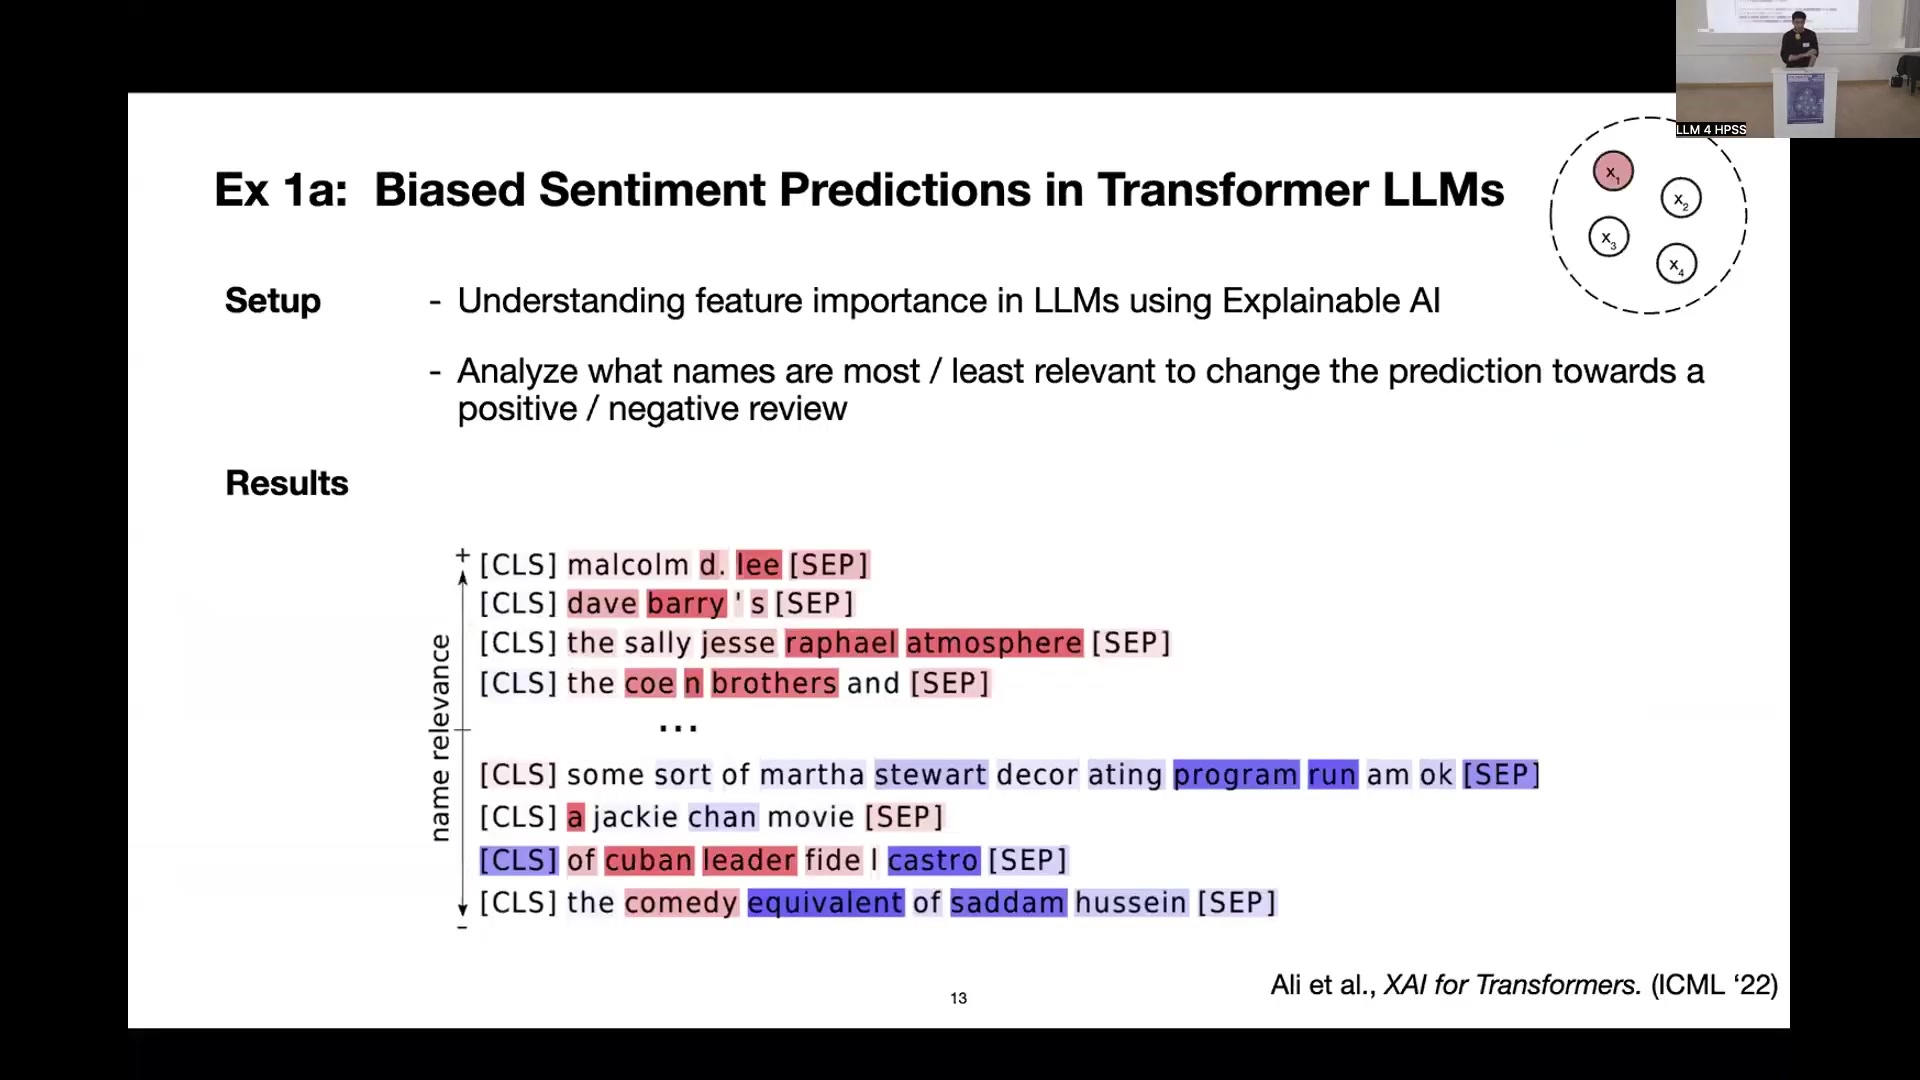 LLM 4 HPSS
Ex 1a: Biased Sentiment Predictions in Transformer LLMs
x1
x2
x3
x4
Setup
- Understanding feature importance in LLMs using Explainable AI
- Analyze what names are most / least relevant to change the prediction towards a
positive / negative review
Results
name relevance
+
[CLS] malcolm d. lee [SEP]
[CLS] dave barry ' s [SEP]
[CLS] the sally jesse raphael atmosphere [SEP]
[CLS] the coe n brothers and [SEP]
...
[CLS] some sort of martha stewart decor ating program run am ok [SEP]
[CLS] a jackie chan movie [SEP]
[CLS] of cuban leader fide l castro [SEP]
[CLS] the comedy equivalent of saddam hussein [SEP]
-
Ali et al., XAI for Transformers. (ICML ‘22)
13